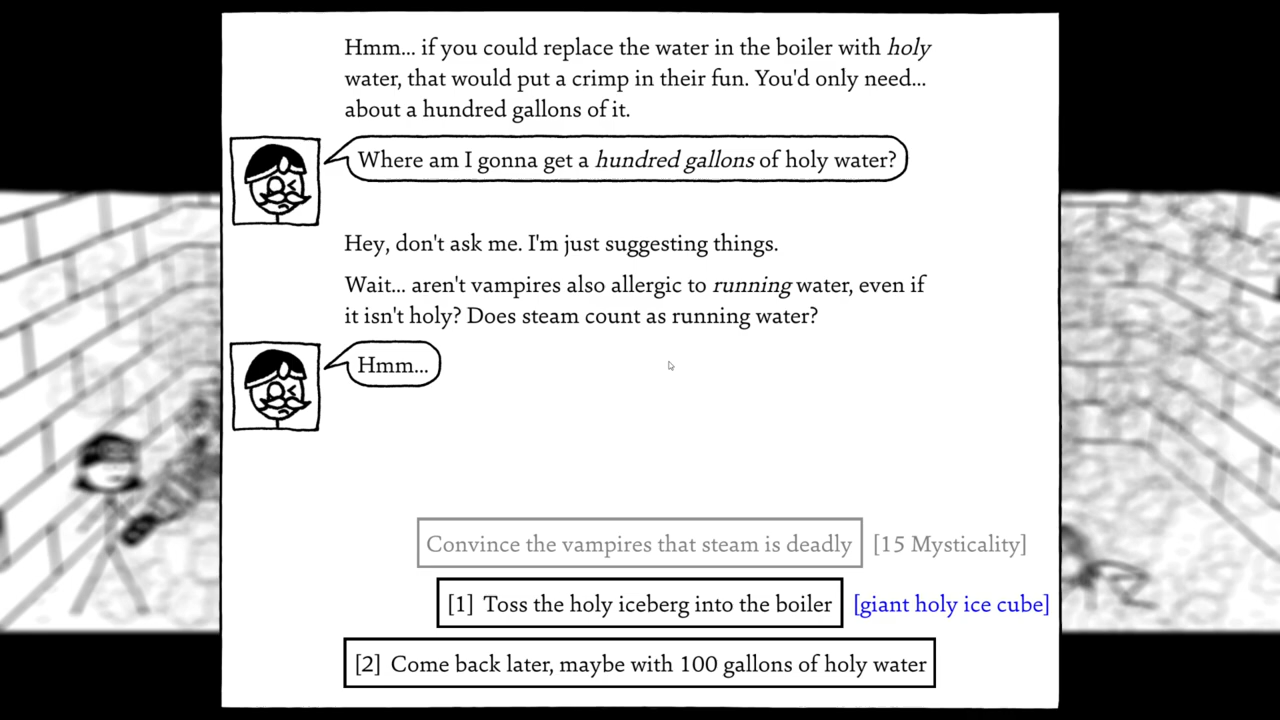 Hmm... if you could replace the water in the boiler with holy
water, that would put a crimp in their fun. You'd only need...
about a hundred gallons of it.
Where am I gonna get a hundred gallons of holy water?
Hey, don't ask me. I'm just suggesting things.
Wait... aren't vampires also allergic to running water, even if
it isn't holy? Does steam count as running water?
Hmm...
Convince the vampires that steam is deadly [15 Mysticality]
[1] Toss the holy iceberg into the boiler [giant holy ice cube]
[2] Come back later, maybe with 100 gallons of holy water